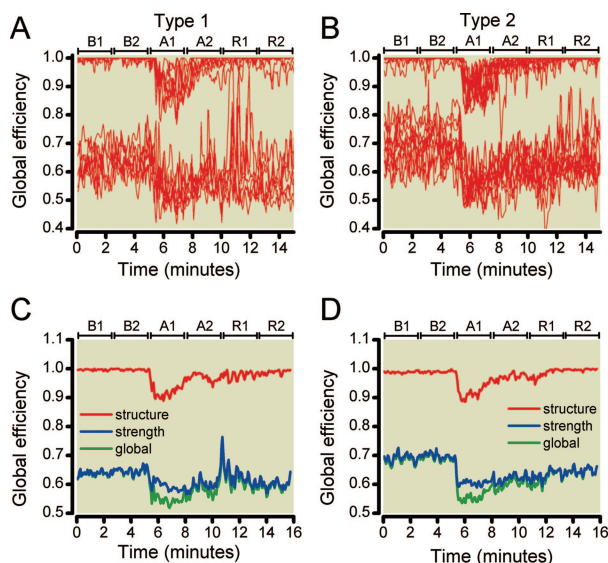 A
Type 1
B1 B2 A1 A2 R1 R2
Global efficiency
1.0
0.9
0.8
0.7
0.6
0.5
0.4
0 2 4 6 8 10 12 14
Time (minutes)
B
Type 2
B1 B2 A1 A2 R1 R2
Global efficiency
1.0
0.9
0.8
0.7
0.6
0.5
0.4
0 2 4 6 8 10 12 14
Time (minutes)
C
B1 B2 A1 A2 R1 R2
Global efficiency
1.1
1.0
0.9
0.8
0.7
0.6
0.5
structure
strength
global
0 2 4 6 8 10 12 14 16
Time (minutes)
D
B1 B2 A1 A2 R1 R2
Global efficiency
1.1
1.0
0.9
0.8
0.7
0.6
0.5
structure
strength
global
0 2 4 6 8 10 12 14 16
Time (minutes)